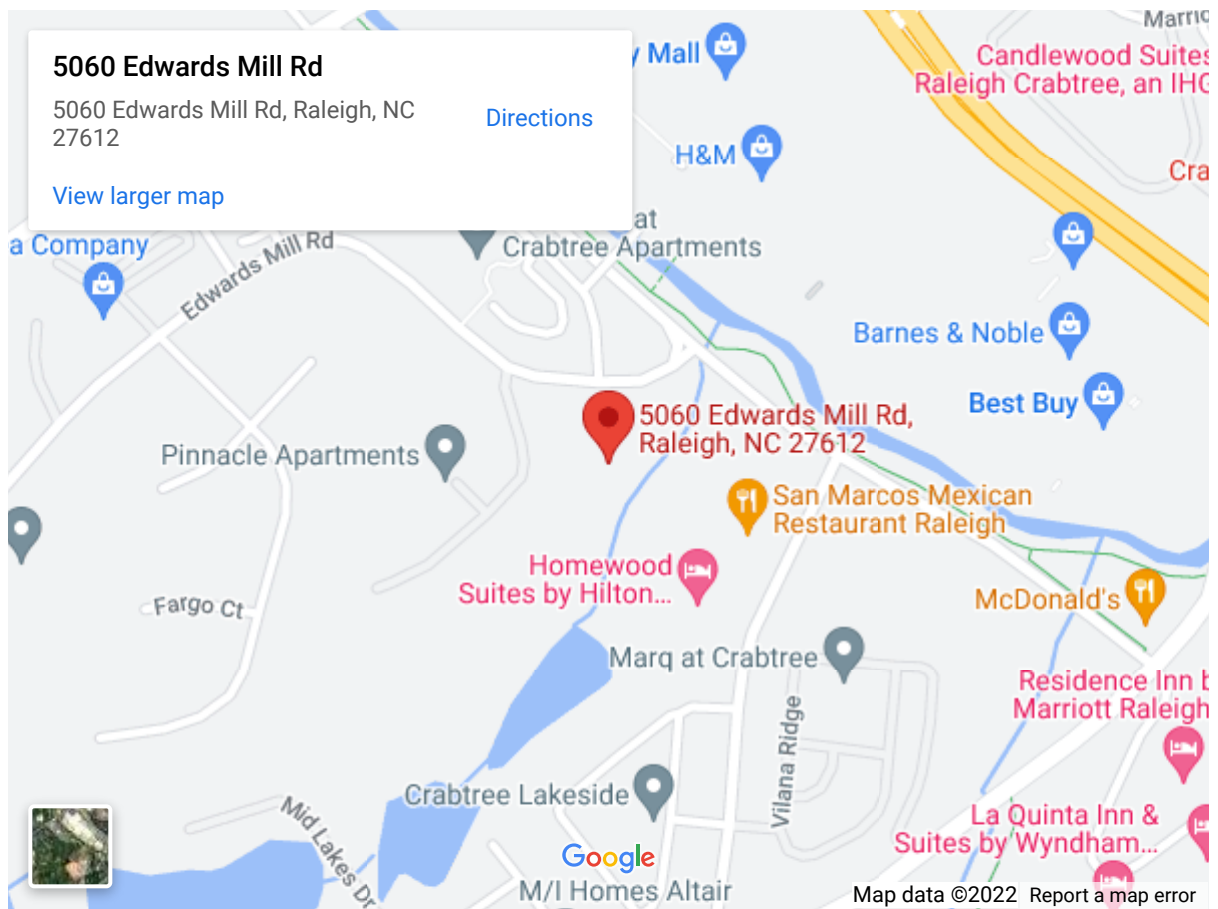 5060 Edwards Mill Rd
5060 Edwards Mill Rd, Raleigh, NC
27612
Directions
View larger map
Marric
y Mall
Candlewood Suites
Raleigh Crabtree, an IHG
H&M
Cra
at
Crabtree Apartments
a Company
Edwards Mill Rd
Barnes & Noble
Best Buy
5060 Edwards Mill Rd,
Raleigh, NC 27612
Pinnacle Apartments
San Marcos Mexican
Restaurant Raleigh
Homewood
Suites by Hilton...
McDonald's
Fargo Ct
Marq at Crabtree
Residence Inn b
Marriott Raleigh
Vilana Ridge
Crabtree Lakeside
Mid Lakes Dr
La Quinta Inn &
Suites by Wyndham...
Google
M/I Homes Altair
Map data ©2022
Report a map error